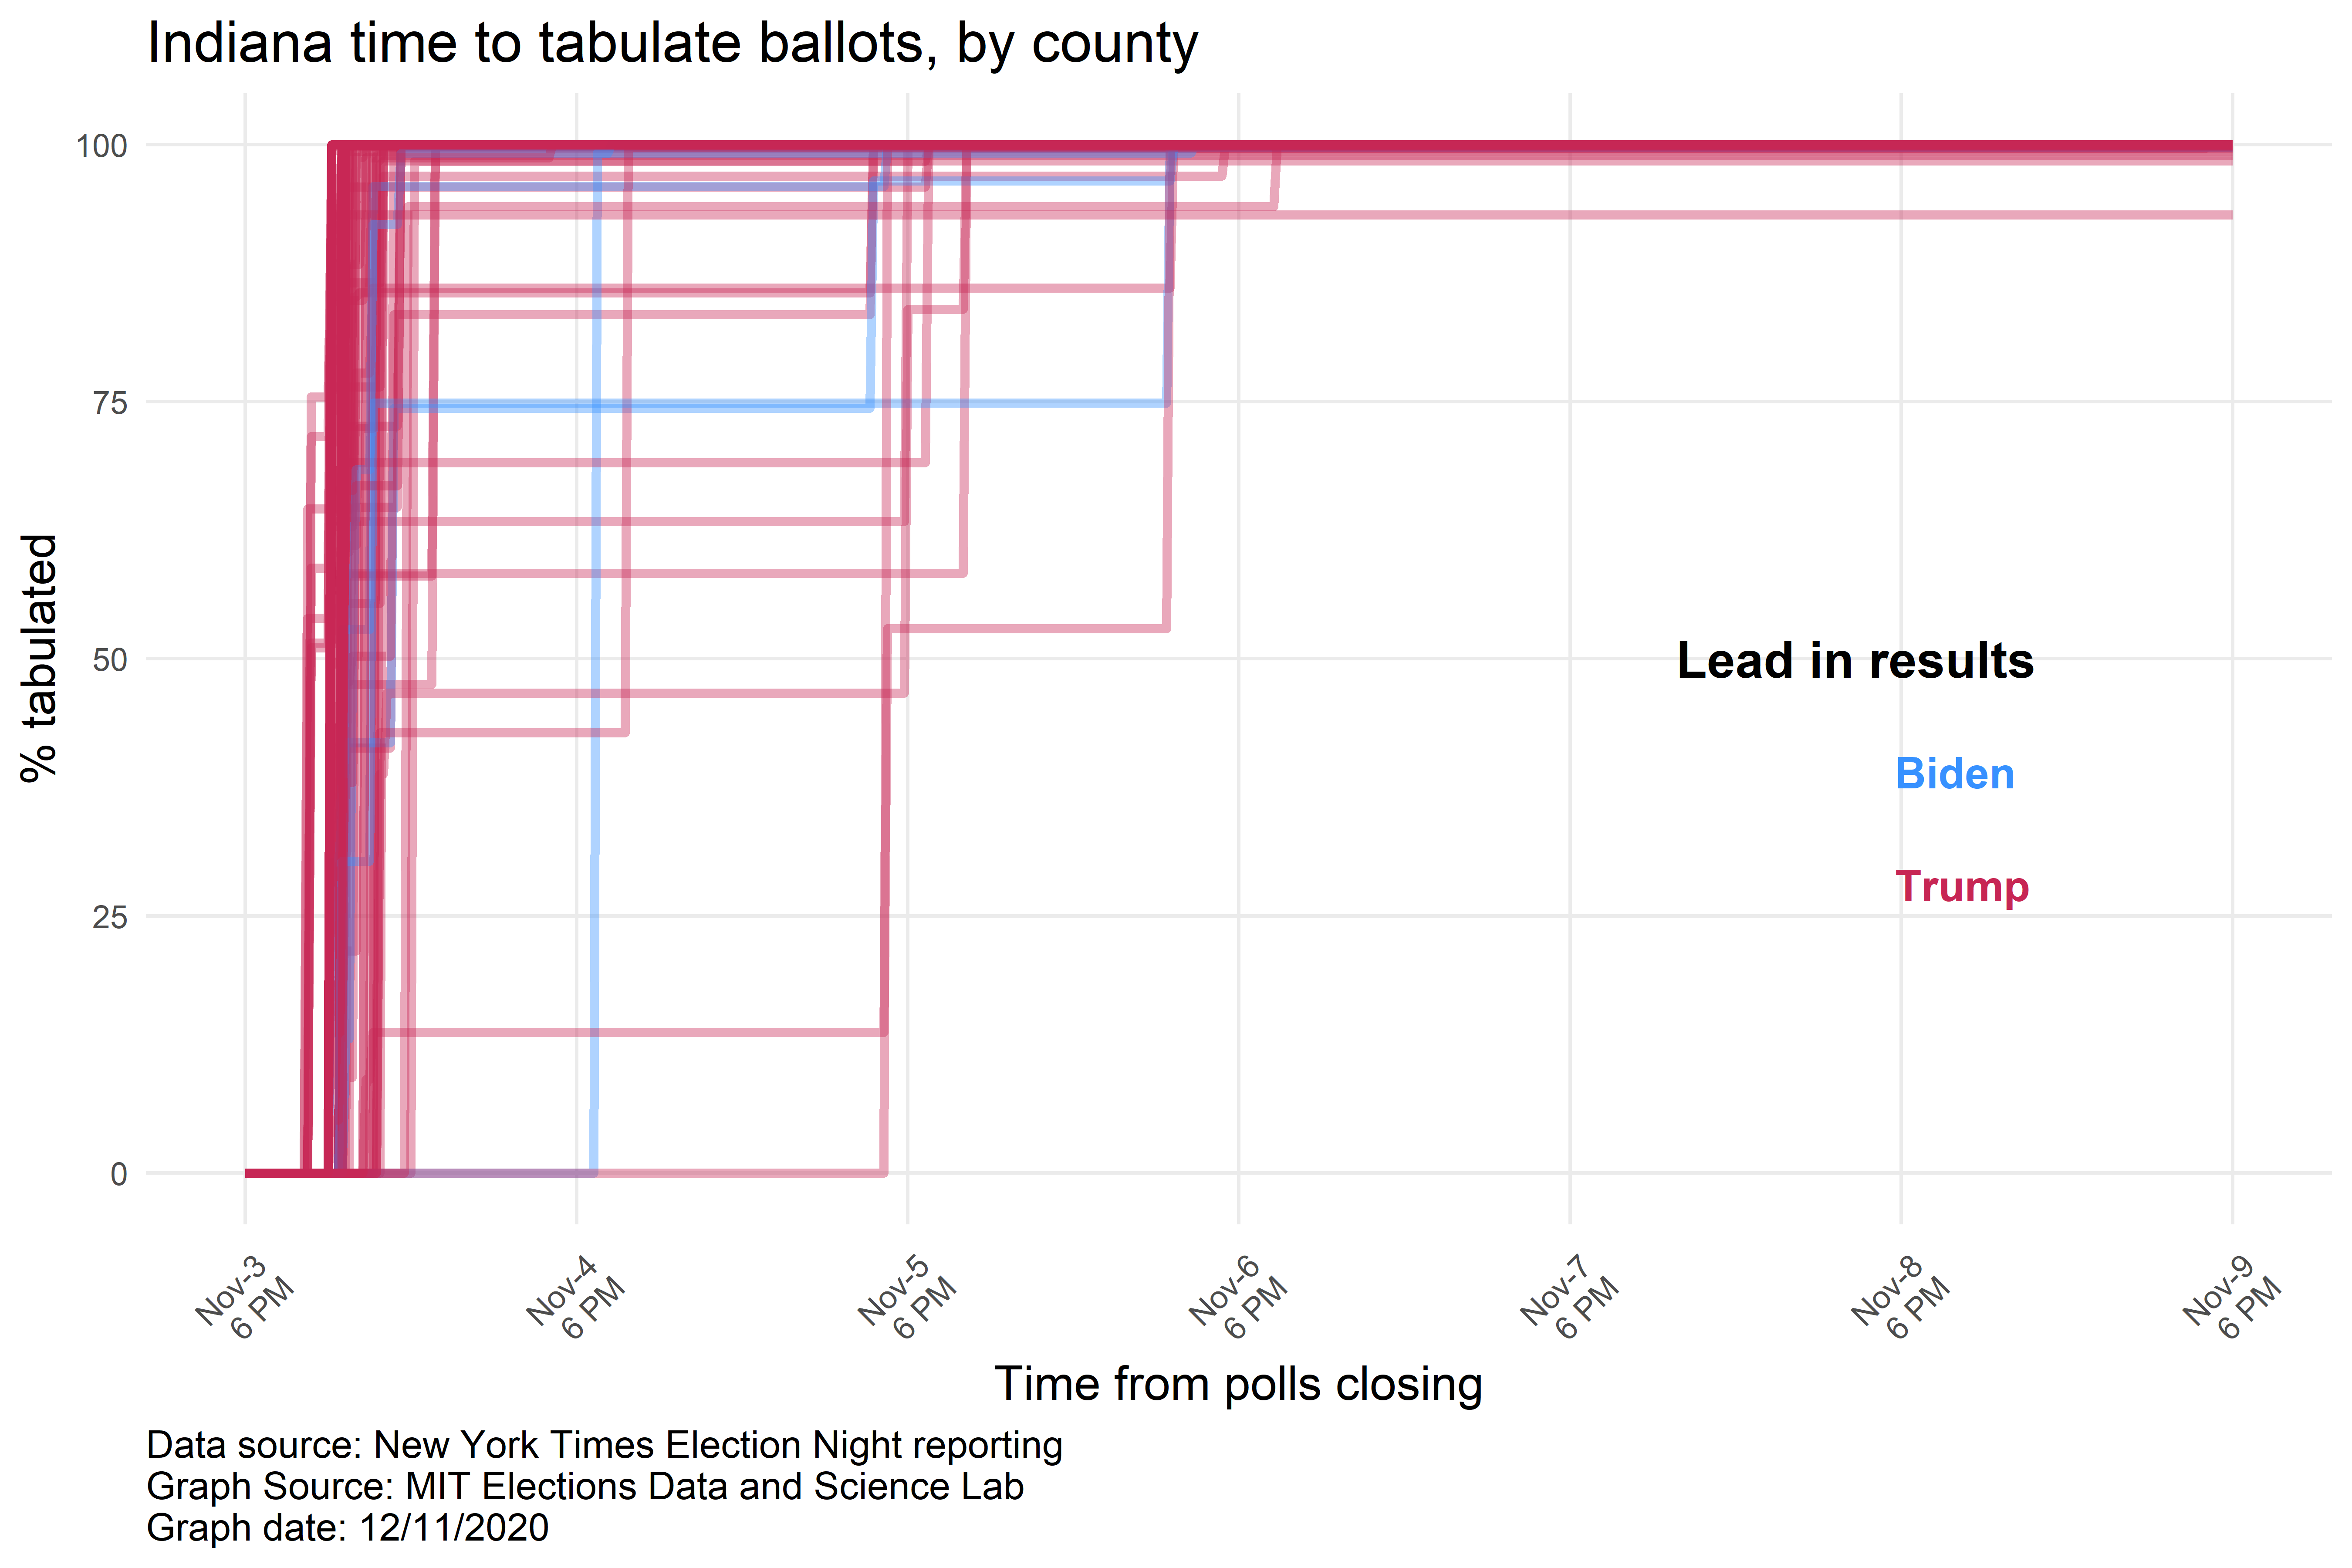 Indiana time to tabulate ballots, by county
% tabulated
100
75
50
25
0
Lead in results
Biden
Trump
Nov-3
6 PM
Nov-4
6 PM
Nov-5
6 PM
Nov-6
6 PM
Nov-7
6 PM
Nov-8
6 PM
Nov-9
6 PM
Time from polls closing
Data source: New York Times Election Night reporting
Graph Source: MIT Elections Data and Science Lab
Graph date: 12/11/2020